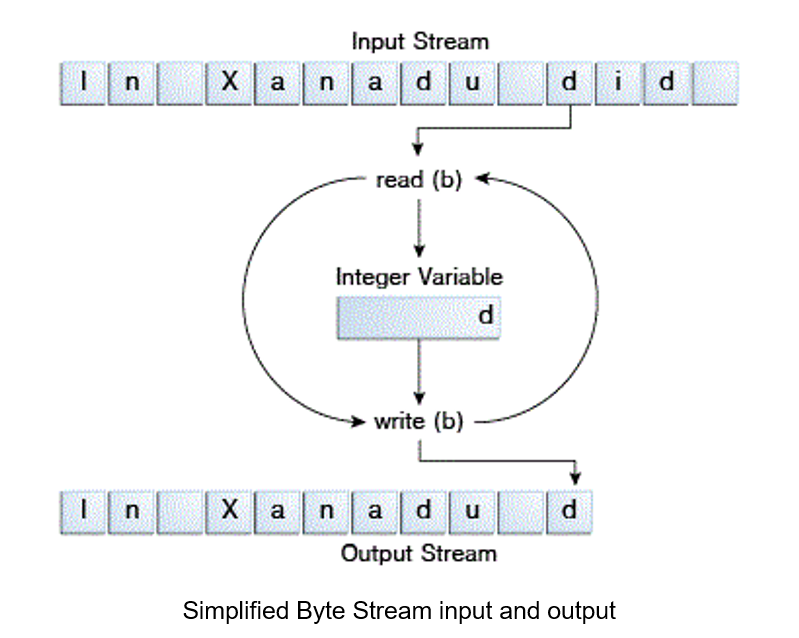 Input Stream
I n X a n a d u d i d
read (b)
Integer Variable
d
write (b)
I n X a n a d u d
Output Stream
Simplified Byte Stream input and output